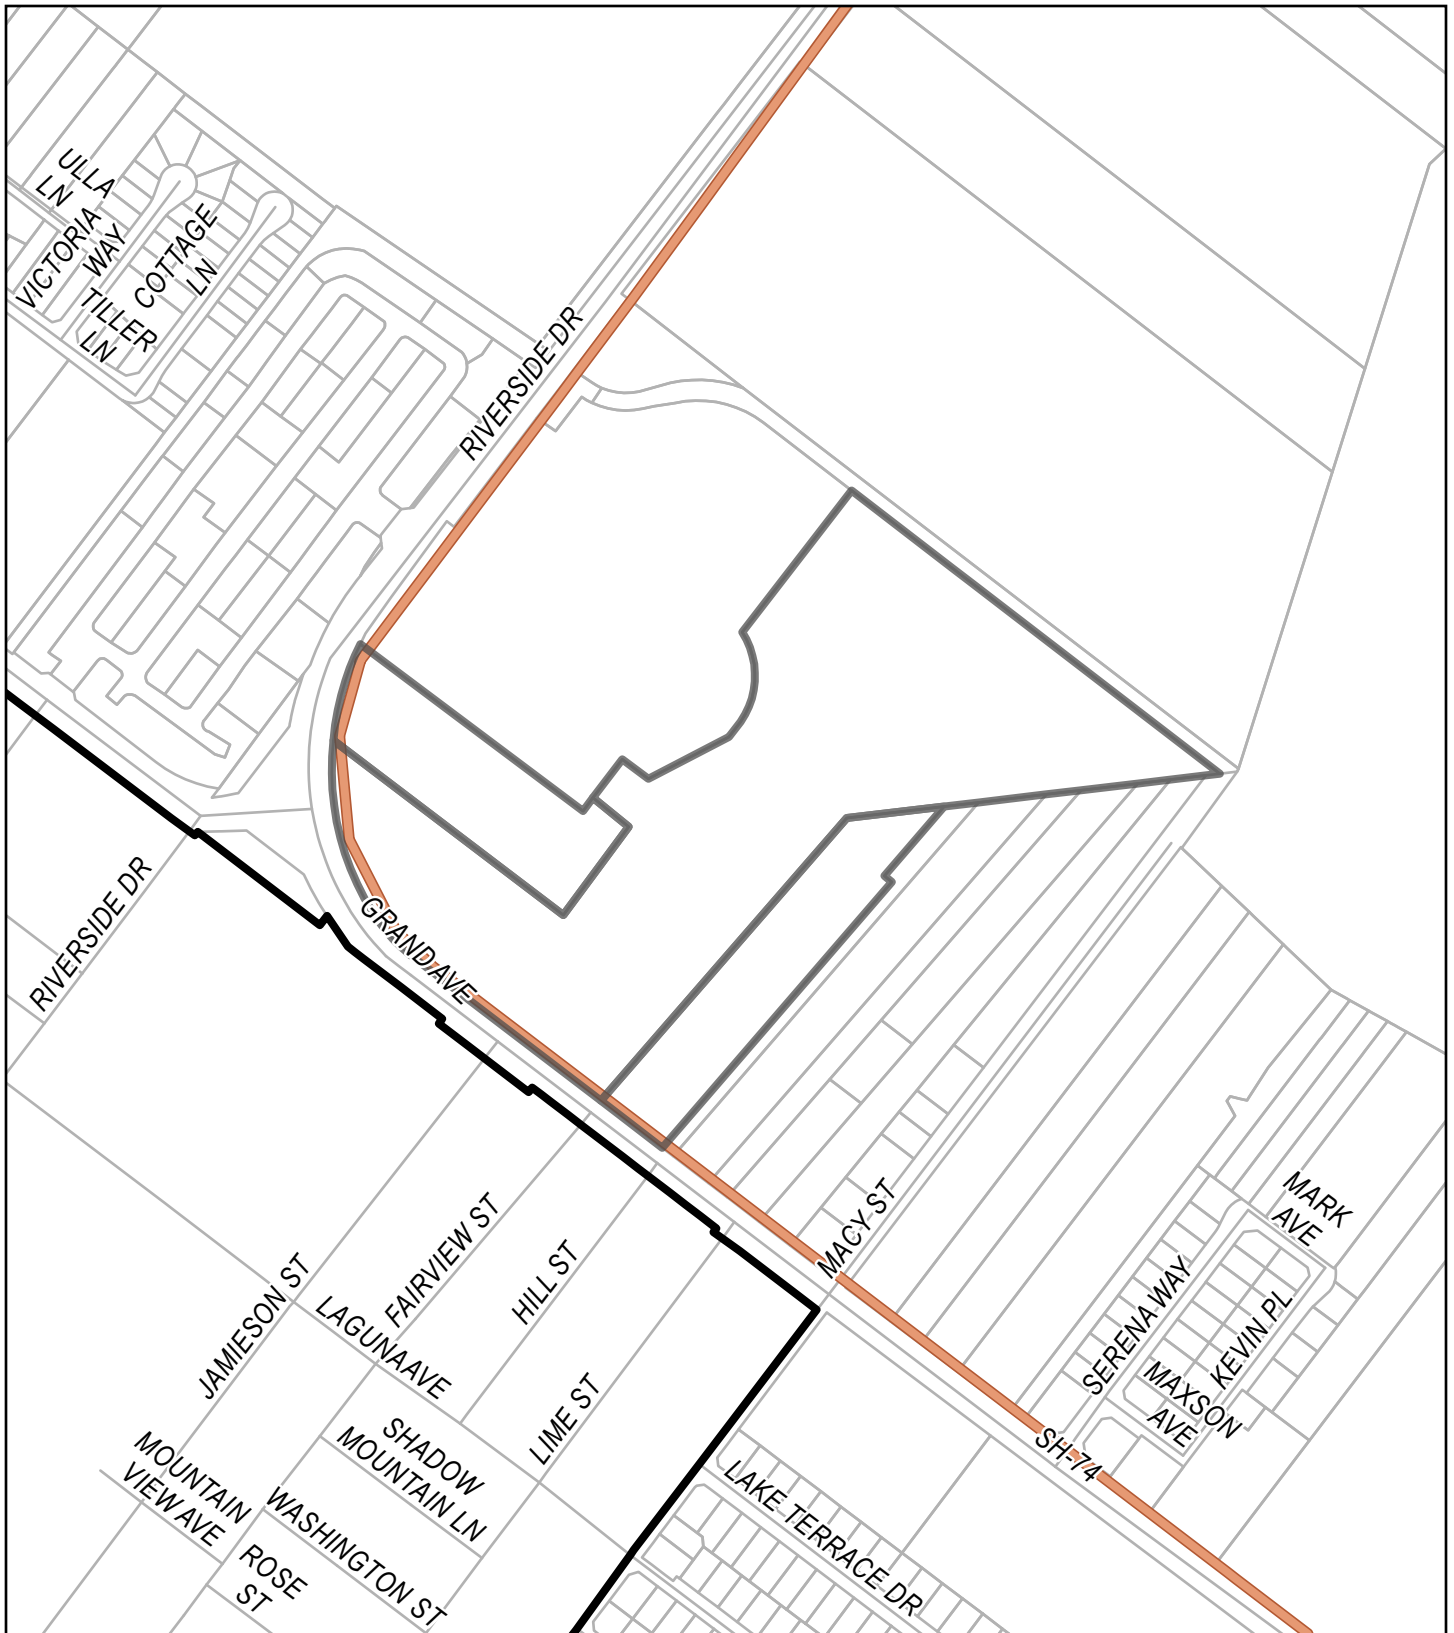 ULLA
LN
VICTORIA
WAY
COTTAGE
LN
TILLER
LN
RIVERSIDE DR
RIVERSIDE DR
GRAND AVE
MACY ST
MARK
AVE
SERENA WAY
KEVIN PL
MAXSON
AVE
SH-74
JAMIESON ST
FAIRVIEW ST
HILL ST
LAGUNA AVE
LIME ST
SHADOW
MOUNTAIN LN
MOUNTAIN
VIEW AVE
WASHINGTON ST
ROSE
ST
LAKE TERRACE DR